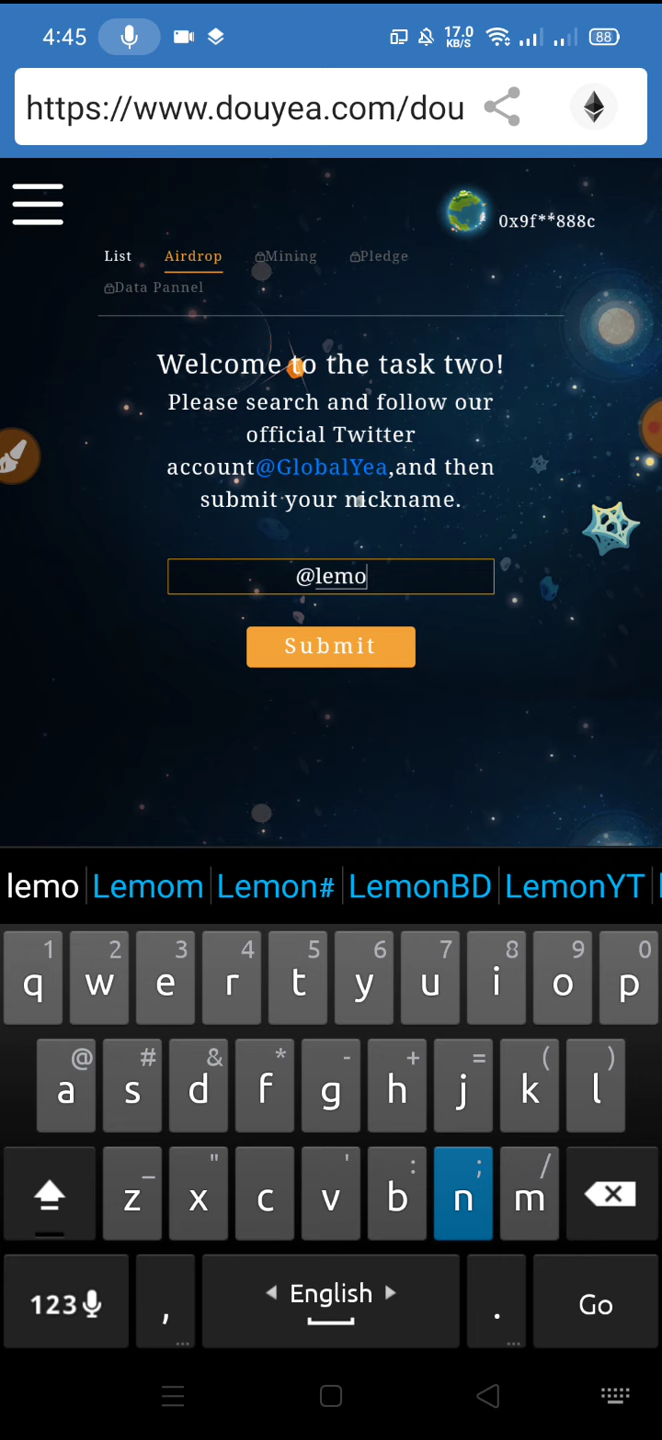 4:45 17.0 KB/S 88
https://www.douyea.com/dou
0x9f**888c
List Airdrop Mining Pledge
Data Pannel
Welcome to the task two!
Please search and follow our
official Twitter
account@GlobalYea,and then
submit your nickname.
@lemo
Submit
lemo Lemom Lemon# LemonBD LemonYT
1 2 3 4 5 6 7 8 9 0
q w e r t y u i o p
@ # & * - + = ( )
a s d f g h j k l
_ " ' : ; /
z x c v b n m
123 , English . Go